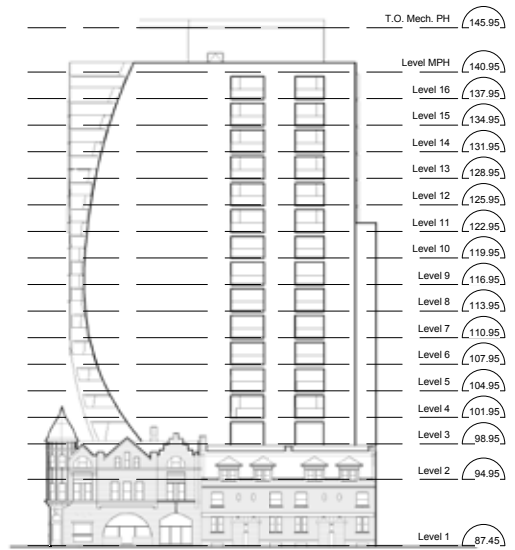 T.O. Mech. PH 145.95
Level MPH 140.95
Level 16 137.95
Level 15 134.95
Level 14 131.95
Level 13 128.95
Level 12 125.95
Level 11 122.95
Level 10 119.95
Level 9 116.95
Level 8 113.95
Level 7 110.95
Level 6 107.95
Level 5 104.95
Level 4 101.95
Level 3 98.95
Level 2 94.95
Level 1 87.45